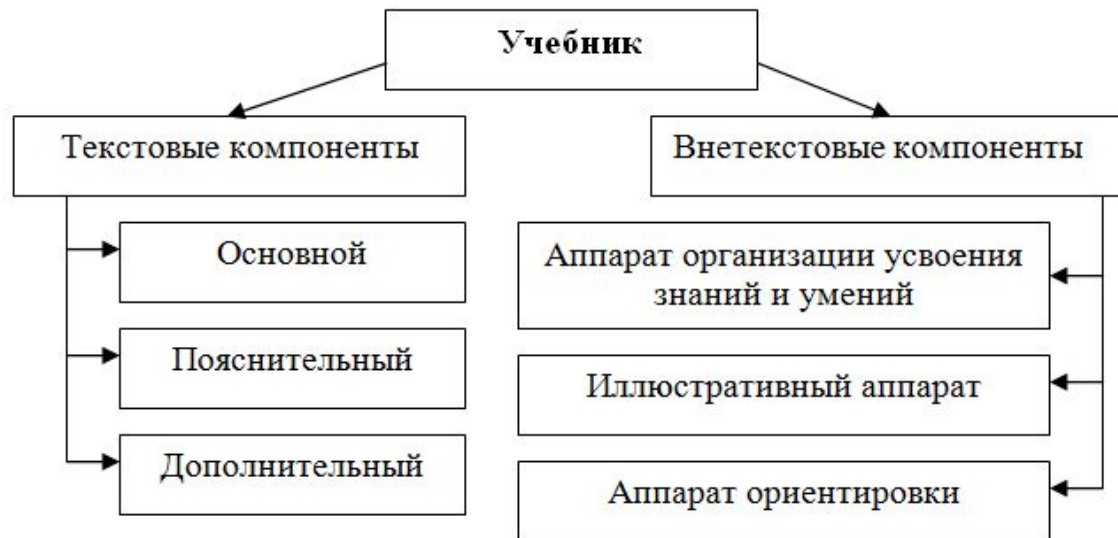 Учебник
Текстовые компоненты
Основной
Пояснительный
Дополнительный
Внетекстовые компоненты
Аппарат организации усвоения
знаний и умений
Иллюстративный аппарат
Аппарат ориентировки